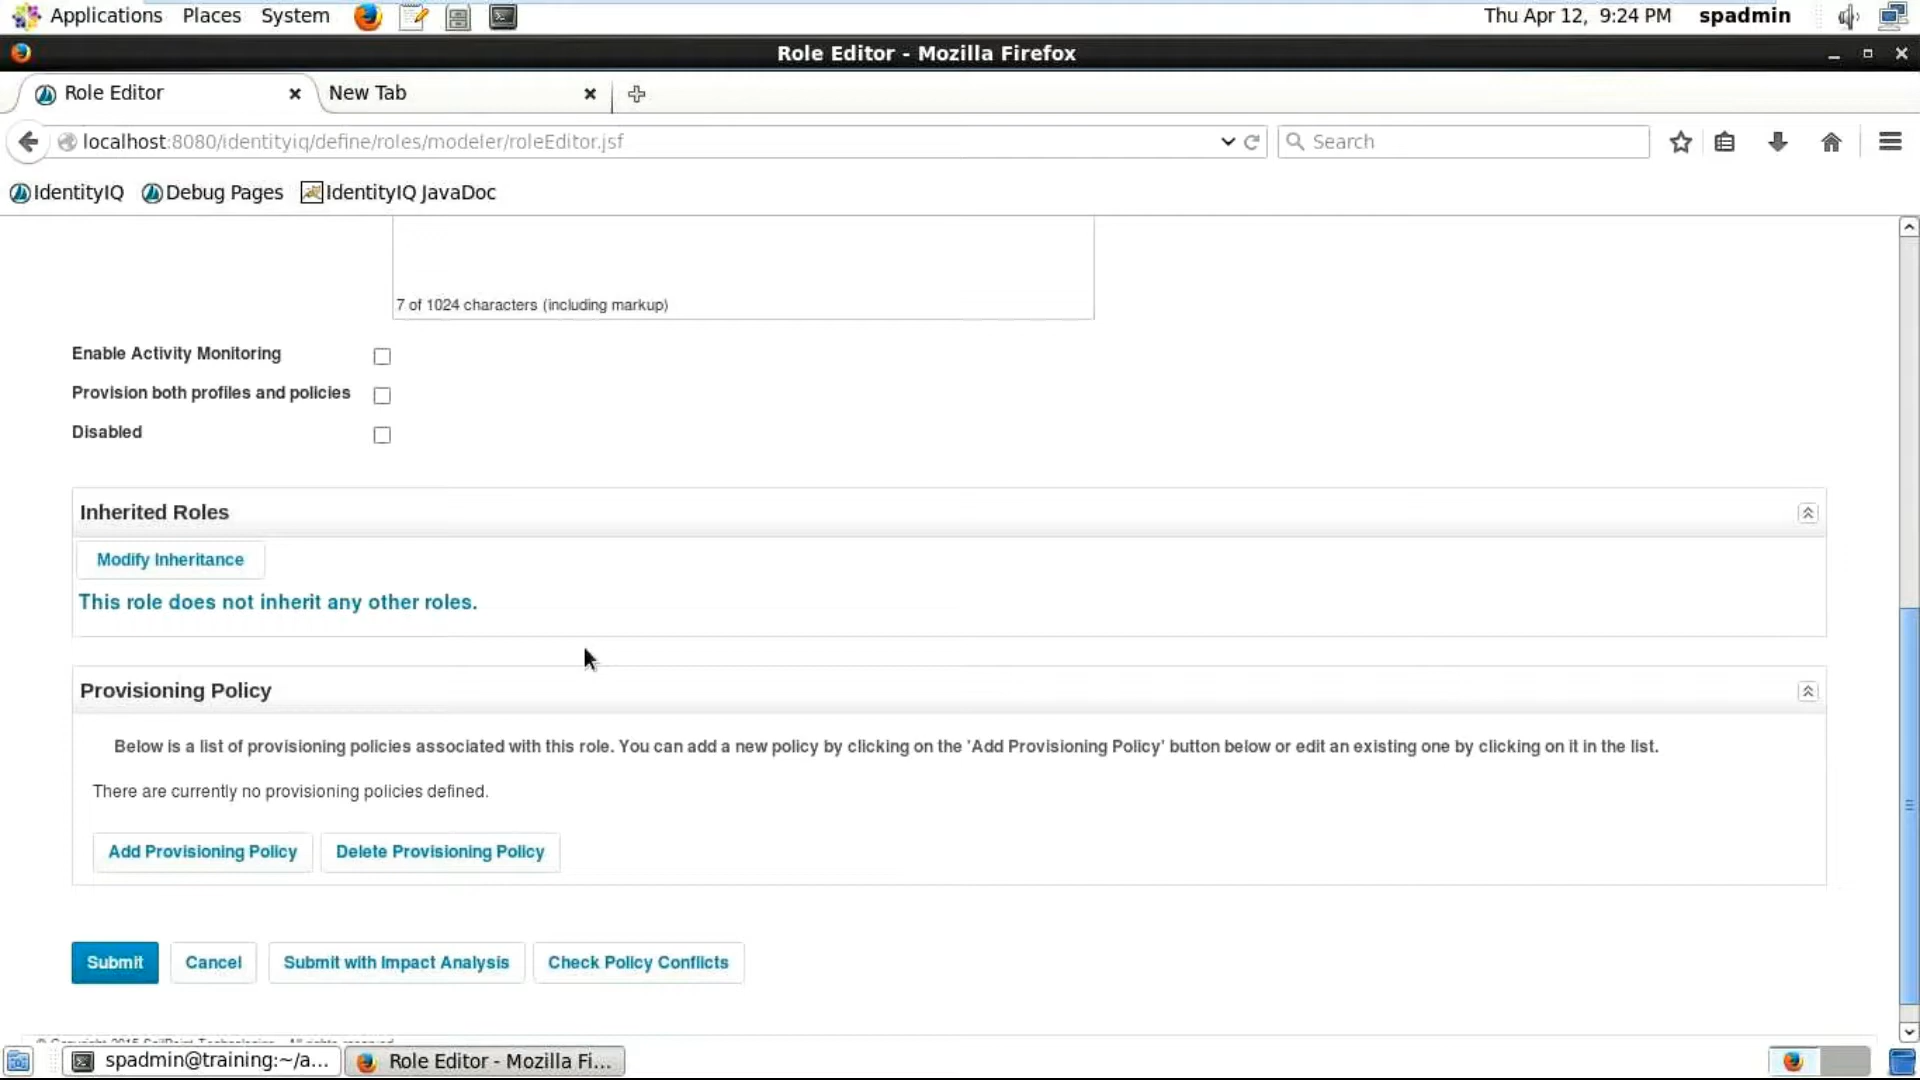 Applications Places System
Thu Apr 12, 9:24 PM spadmin
Role Editor - Mozilla Firefox
Role Editor
New Tab
localhost:8080/identityiq/define/roles/modeler/roleEditor.jsf
Search
IdentityIQ Debug Pages IdentityIQ JavaDoc
7 of 1024 characters (including markup)
Enable Activity Monitoring
Provision both profiles and policies
Disabled
Inherited Roles
Modify Inheritance
This role does not inherit any other roles.
Provisioning Policy
Below is a list of provisioning policies associated with this role. You can add a new policy by clicking on the 'Add Provisioning Policy' button below or edit an existing one by clicking on it in the list.
There are currently no provisioning policies defined.
Add Provisioning Policy Delete Provisioning Policy
Submit Cancel Submit with Impact Analysis Check Policy Conflicts
spadmin@training:~/a... Role Editor - Mozilla Fi...